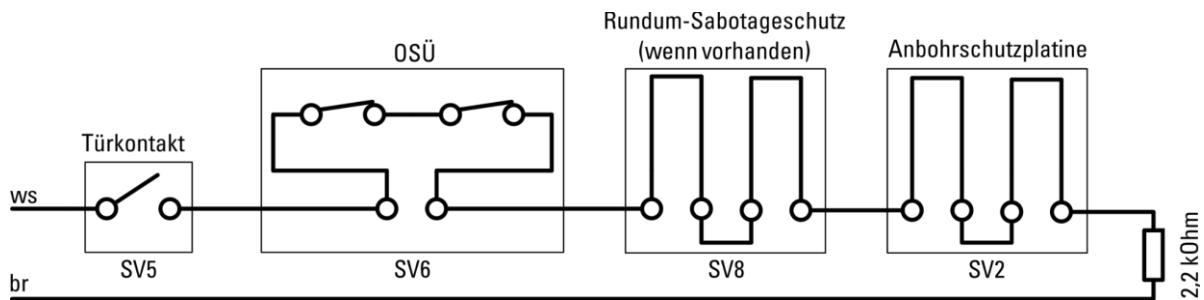 Rundum-Sabotageschutz
(wenn vorhanden)
OSÜ
Anbohrschutzplatine
Türkontakt
ws
SV5
SV6
SV8
SV2
br
2,2 kOhm